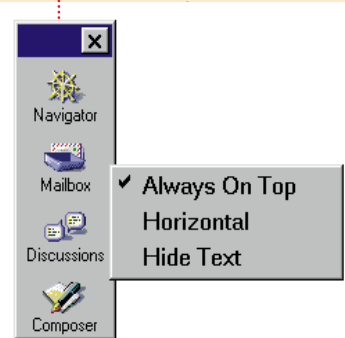 Navigator
Mailbox
Always On Top
Horizontal
Discussions
Hide Text
Composer